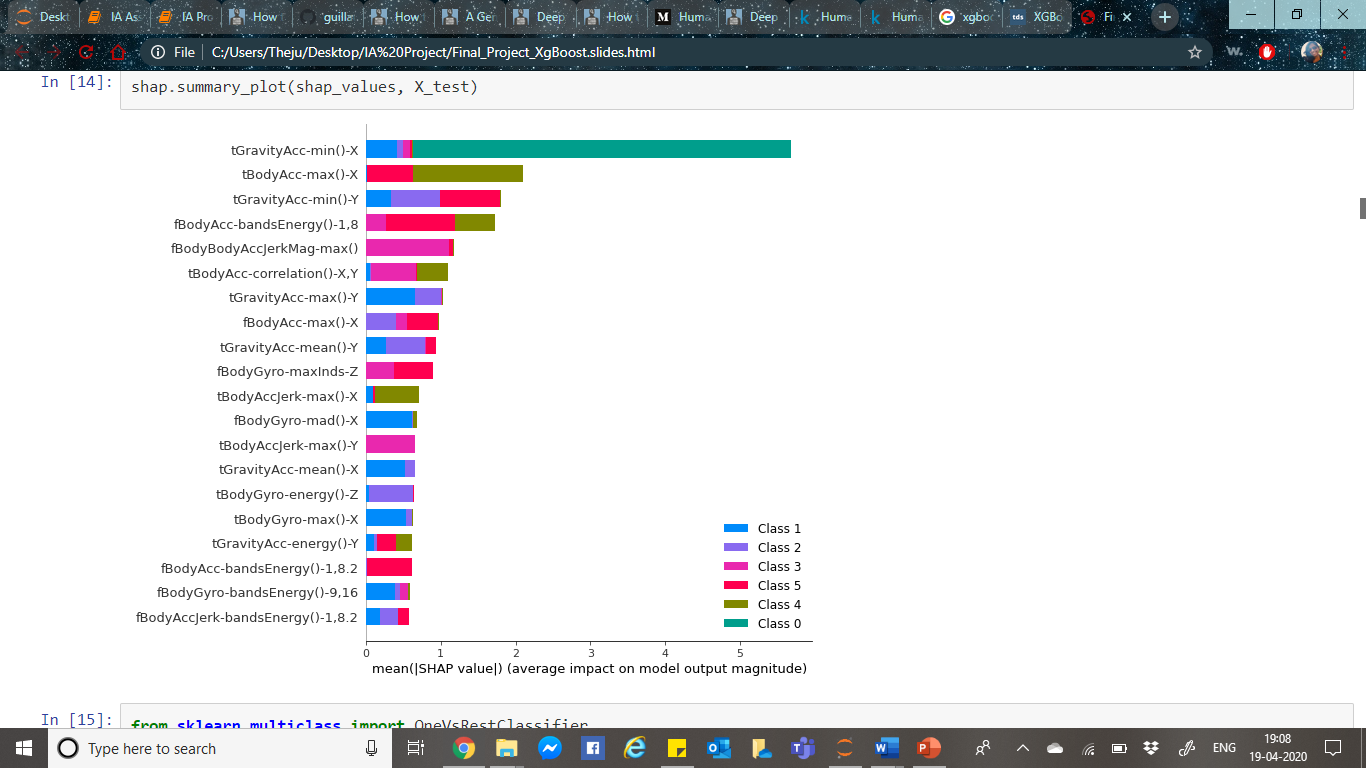 Deskt
IA As
IA Pro
How t
guilla
How t
A Ger
Deep
How t
Huma
Deep
Huma
Huma
xgboo
XGBo
Fi
File
C:/Users/Theju/Desktop/IA%20Project/Final_Project_XgBoost.slides.html
In [14]:
shap.summary_plot(shap_values, X_test)
tGravityAcc-min()-X
tBodyAcc-max()-X
tGravityAcc-min()-Y
fBodyAcc-bandsEnergy()-1,8
fBodyBodyAccJerkMag-max()
tBodyAcc-correlation()-X,Y
tGravityAcc-max()-Y
fBodyAcc-max()-X
tGravityAcc-mean()-Y
fBodyGyro-maxInds-Z
tBodyAccJerk-max()-X
fBodyGyro-mad()-X
tBodyAccJerk-max()-Y
tGravityAcc-mean()-X
tBodyGyro-energy()-Z
tBodyGyro-max()-X
tGravityAcc-energy()-Y
fBodyAcc-bandsEnergy()-1,8.2
fBodyGyro-bandsEnergy()-9,16
fBodyAccJerk-bandsEnergy()-1,8.2
Class 1
Class 2
Class 3
Class 5
Class 4
Class 0
0 1 2 3 4 5
mean(|SHAP value|) (average impact on model output magnitude)
In [15]:
from sklearn.multiclass import OneVsRestClassifier
Type here to search
ENG
19:08
19-04-2020